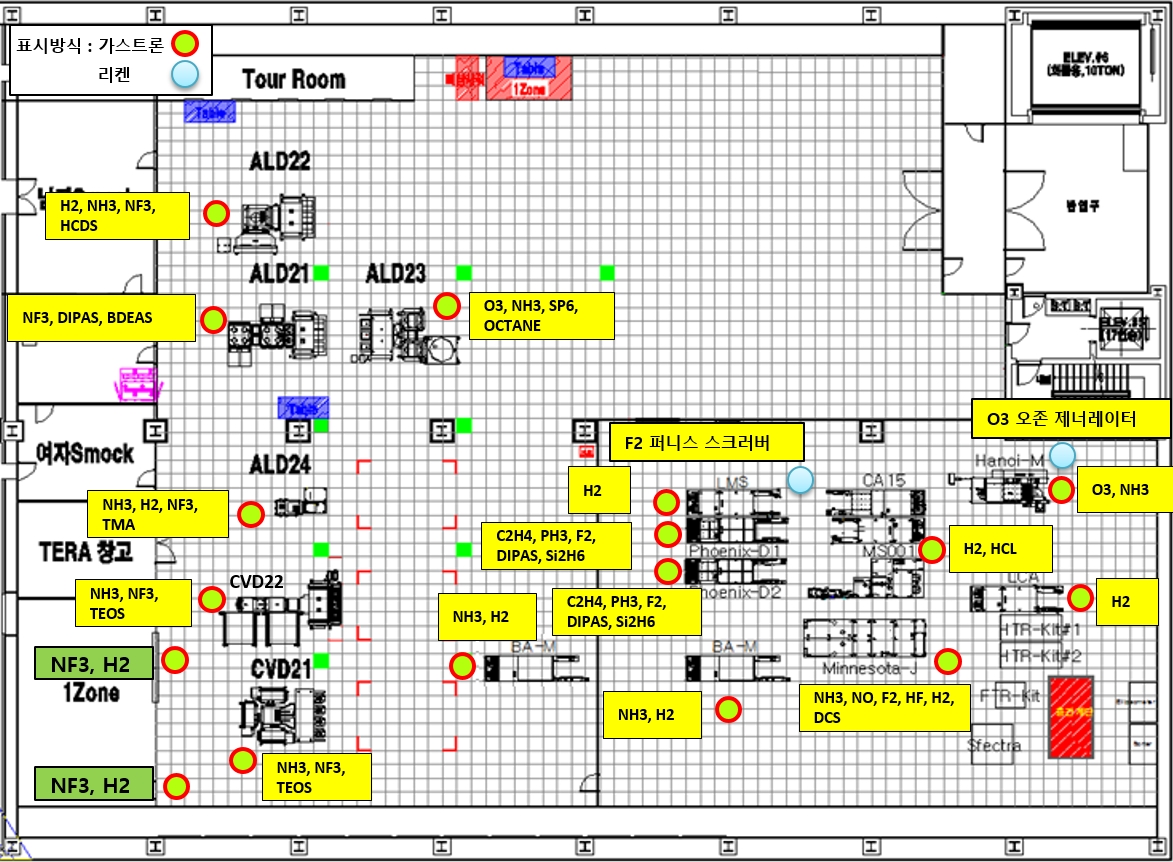 표시방식 : 가스트론
리켄
Tour Room
Table
1Zone
Table
ELEV.#6
(화물용,10TON)
ALD22
H2, NH3, NF3,
HCDS
반입구
ALD21
ALD23
NF3, DIPAS, BDEAS
O3, NH3, SP6,
OCTANE
Table
여자Smock
F2 퍼니스 스크러버
O3 오존 제너레이터
ALD24
H2
LMS
CA15
Hanoi-M
O3, NH3
NH3, H2, NF3,
TMA
C2H4, PH3, F2,
DIPAS, Si2H6
Phoenix-D1
MS001
H2, HCL
TERA 창고
CVD22
Phoenix-D2
LCA
NH3, NF3,
TEOS
NH3, H2
C2H4, PH3, F2,
DIPAS, Si2H6
H2
HTR-Kit#1
HTR-Kit#2
BA-M
BA-M
NF3, H2
1Zone
CVD21
Minnesota-J
NH3, H2
NH3, NO, F2, HF, H2,
DCS
FTR-Kit
Sfectra
NH3, NF3,
TEOS
NF3, H2